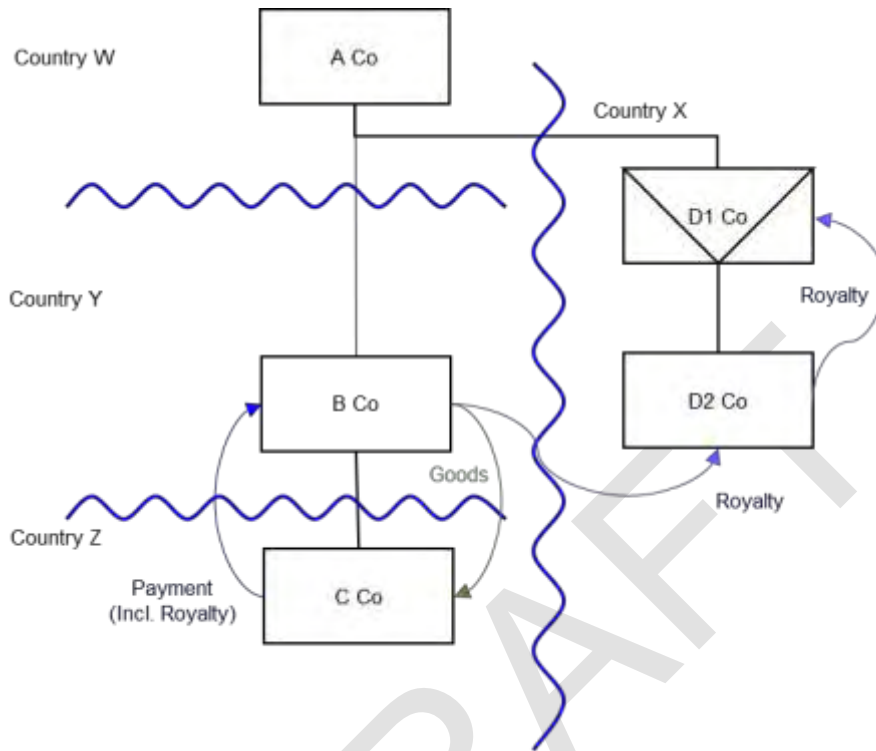 Country W
A Co
Country X
D1 Co
Country Y
Royalty
B Co
D2 Co
Goods
Royalty
Country Z
Payment
(Incl. Royalty)
C Co
DRAFT